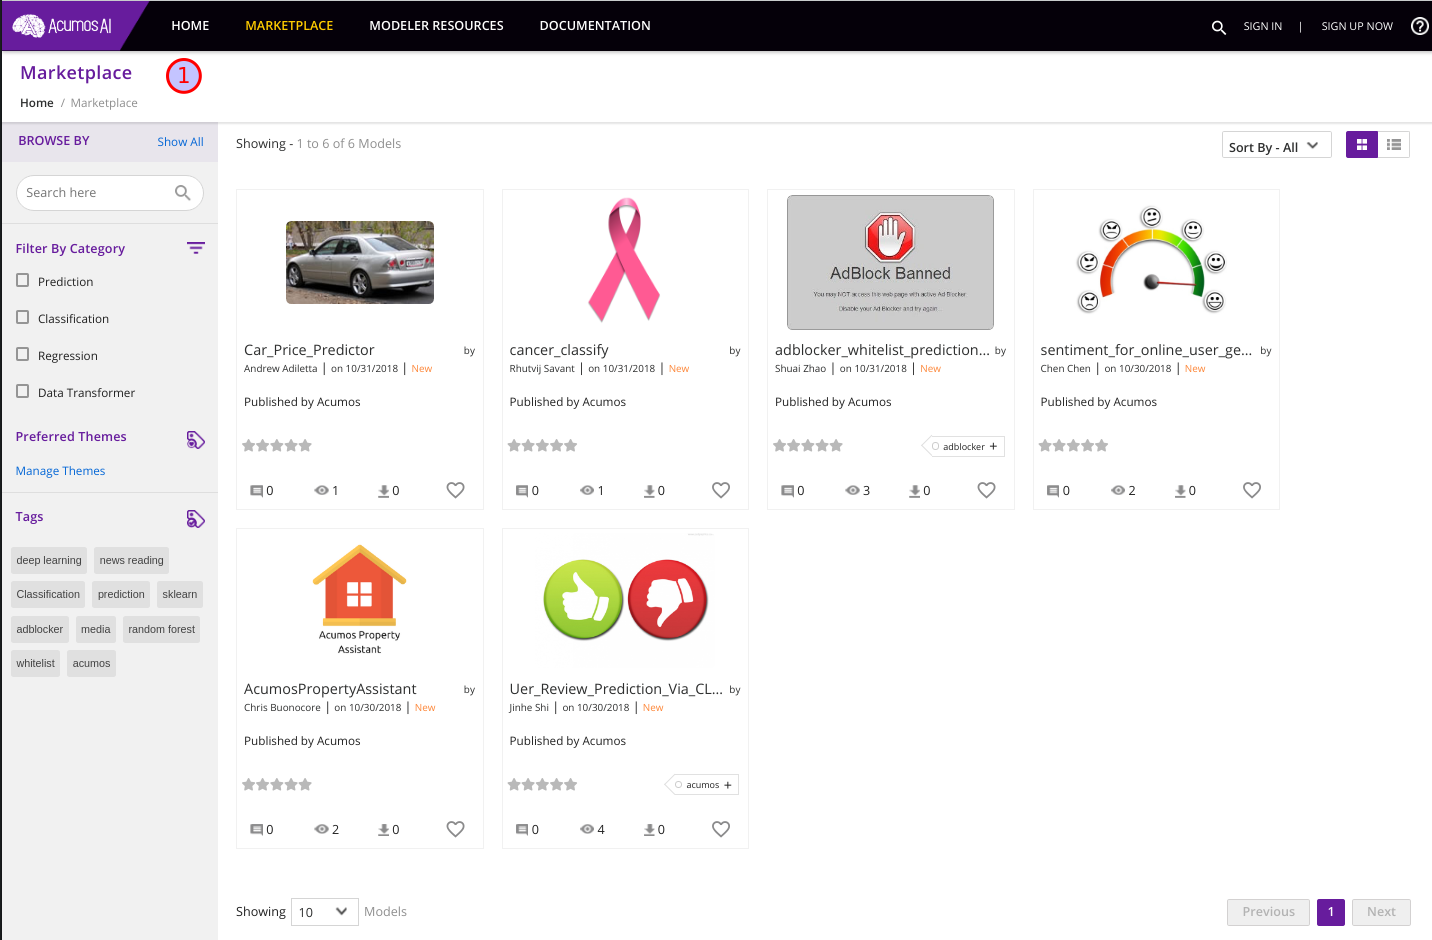 Acumos AI
HOME MARKETPLACE MODELER RESOURCES DOCUMENTATION SIGN IN | SIGN UP NOW ?
Marketplace 1
Home / Marketplace
BROWSE BY Show All
Showing - 1 to 6 of 6 Models
Sort By - All
Search here
Filter By Category
Prediction
Classification
Regression
Data Transformer
Preferred Themes
Manage Themes
Tags
deep learning news reading
Classification prediction sklearn
adblocker media random forest
whitelist acumos
Car_Price_Predictor by
Andrew Adiletta | on 10/31/2018 | New
Published by Acumos
0 1 0
cancer_classify by
Rhutvij Savant | on 10/31/2018 | New
Published by Acumos
0 1 0
AdBlock Banned
You may NOT access this web page with active Ad Blocker
Disable your Ad Blocker and try again...
adblocker_whitelist_prediction... by
Shuai Zhao | on 10/31/2018 | New
Published by Acumos
adblocker +
0 3 0
sentiment_for_online_user_ge... by
Chen Chen | on 10/30/2018 | New
Published by Acumos
0 2 0
Acumos Property
Assistant
AcumosPropertyAssistant by
Chris Buonocore | on 10/30/2018 | New
Published by Acumos
0 2 0
Uer_Review_Prediction_Via_CL... by
Jinhe Shi | on 10/30/2018 | New
Published by Acumos
acumos +
0 4 0
Showing 10 Models
Previous 1 Next